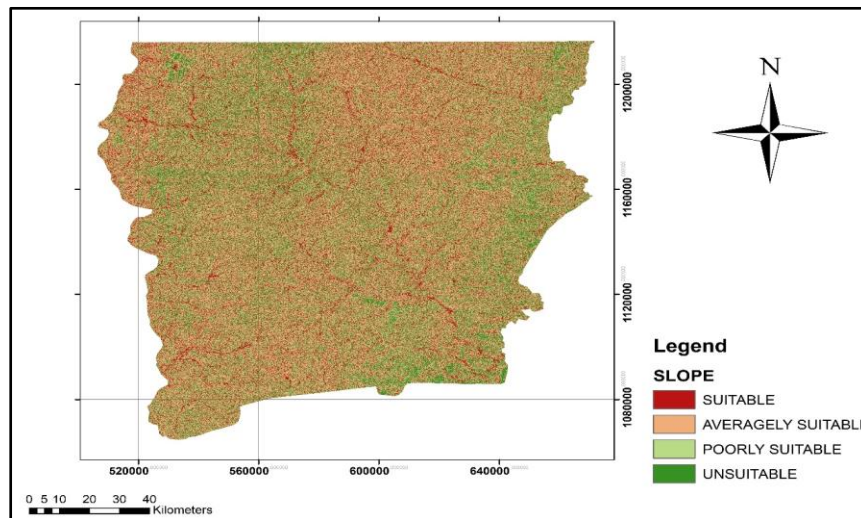 N
1200000
1160000
1120000
1080000
520000 560000 600000 640000
Legend
SLOPE
SUITABLE
AVERAGELY SUITABLE
POORLY SUITABLE
UNSUITABLE
0 5 10 20 30 40
Kilometers